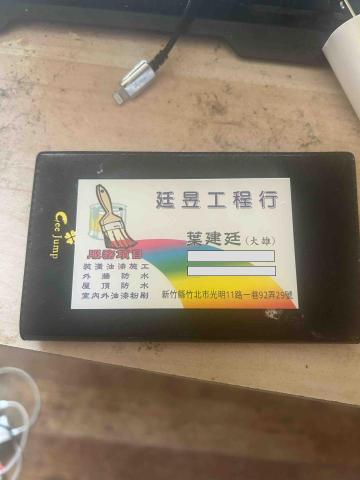 Cree Jump
廷昱工程行
葉建廷(大雄)
服務項目
裝潢油漆施工
外牆防水
屋頂防水
室內外油漆粉刷
新竹縣竹北市光明11路一巷92弄29號